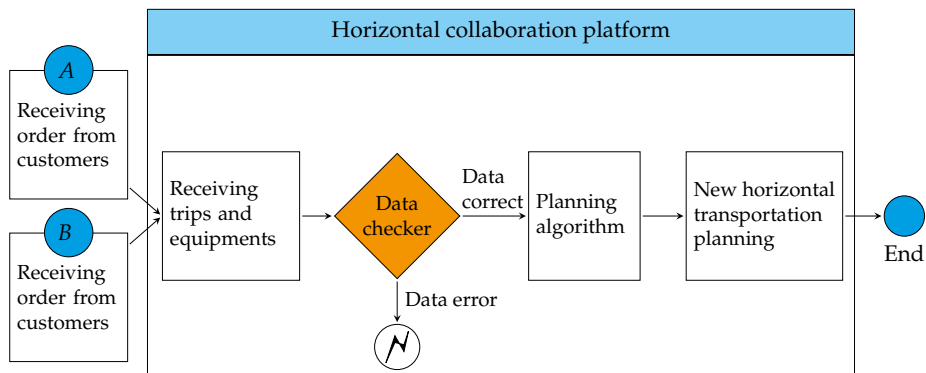 Horizontal collaboration platform
A
Receiving
order from
customers
B
Receiving
order from
customers
Receiving
trips and
equipments
Data
checker
Data
correct
Data error
Planning
algorithm
New horizontal
transportation
planning
End